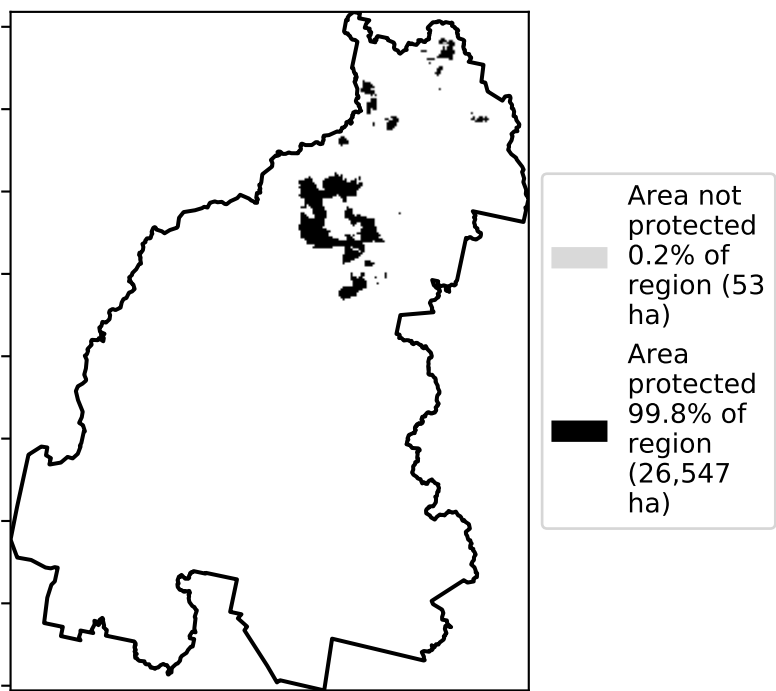 Area not
protected
0.2% of
region (53
ha)
Area
protected
99.8% of
region
(26,547
ha)